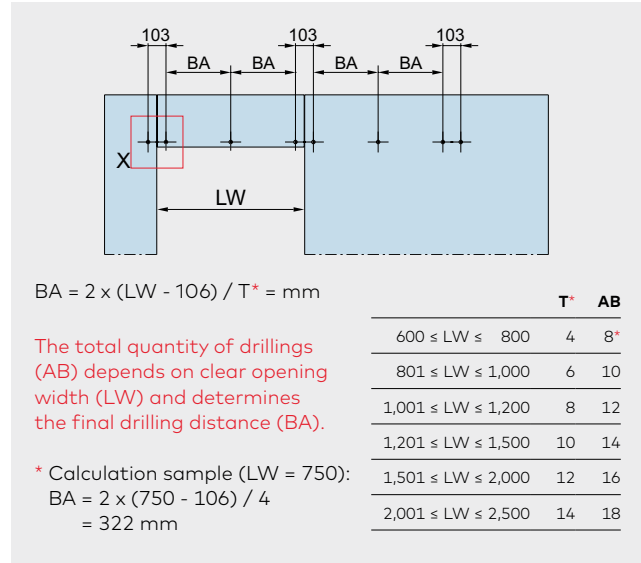 103 103 103
BA BA BA BA
X
LW
BA = 2 x (LW - 106) / T* = mm
The total quantity of drillings
(AB) depends on clear opening
width (LW) and determines
the final drilling distance (BA).
* Calculation sample (LW = 750):
BA = 2 x (750 - 106) / 4
= 322 mm
T* AB
600 ≤ LW ≤ 800 4 8*
801 ≤ LW ≤ 1,000 6 10
1,001 ≤ LW ≤ 1,200 8 12
1,201 ≤ LW ≤ 1,500 10 14
1,501 ≤ LW ≤ 2,000 12 16
2,001 ≤ LW ≤ 2,500 14 18